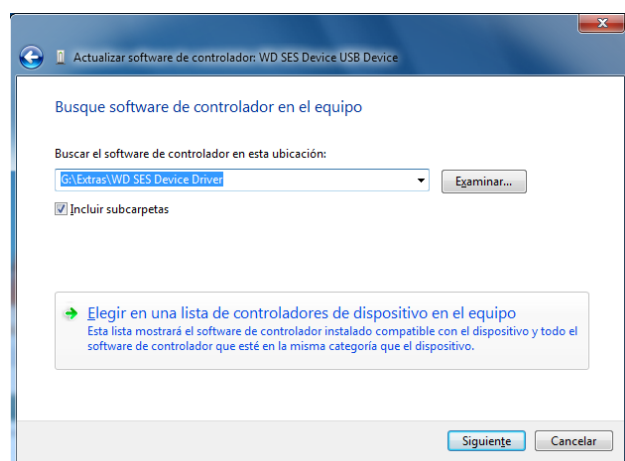 Actualizar software de controlador: WD SES Device USB Device
Busque software de controlador en el equipo
Buscar el software de controlador en esta ubicación:
G:\Extras\WD SES Device Driver
Examinar...
Incluir subcarpetas
Elegir en una lista de controladores de dispositivo en el equipo
Esta lista mostrará el software de controlador instalado compatible con el dispositivo y todo el
software de controlador que esté en la misma categoría que el dispositivo.
Siguiente
Cancelar